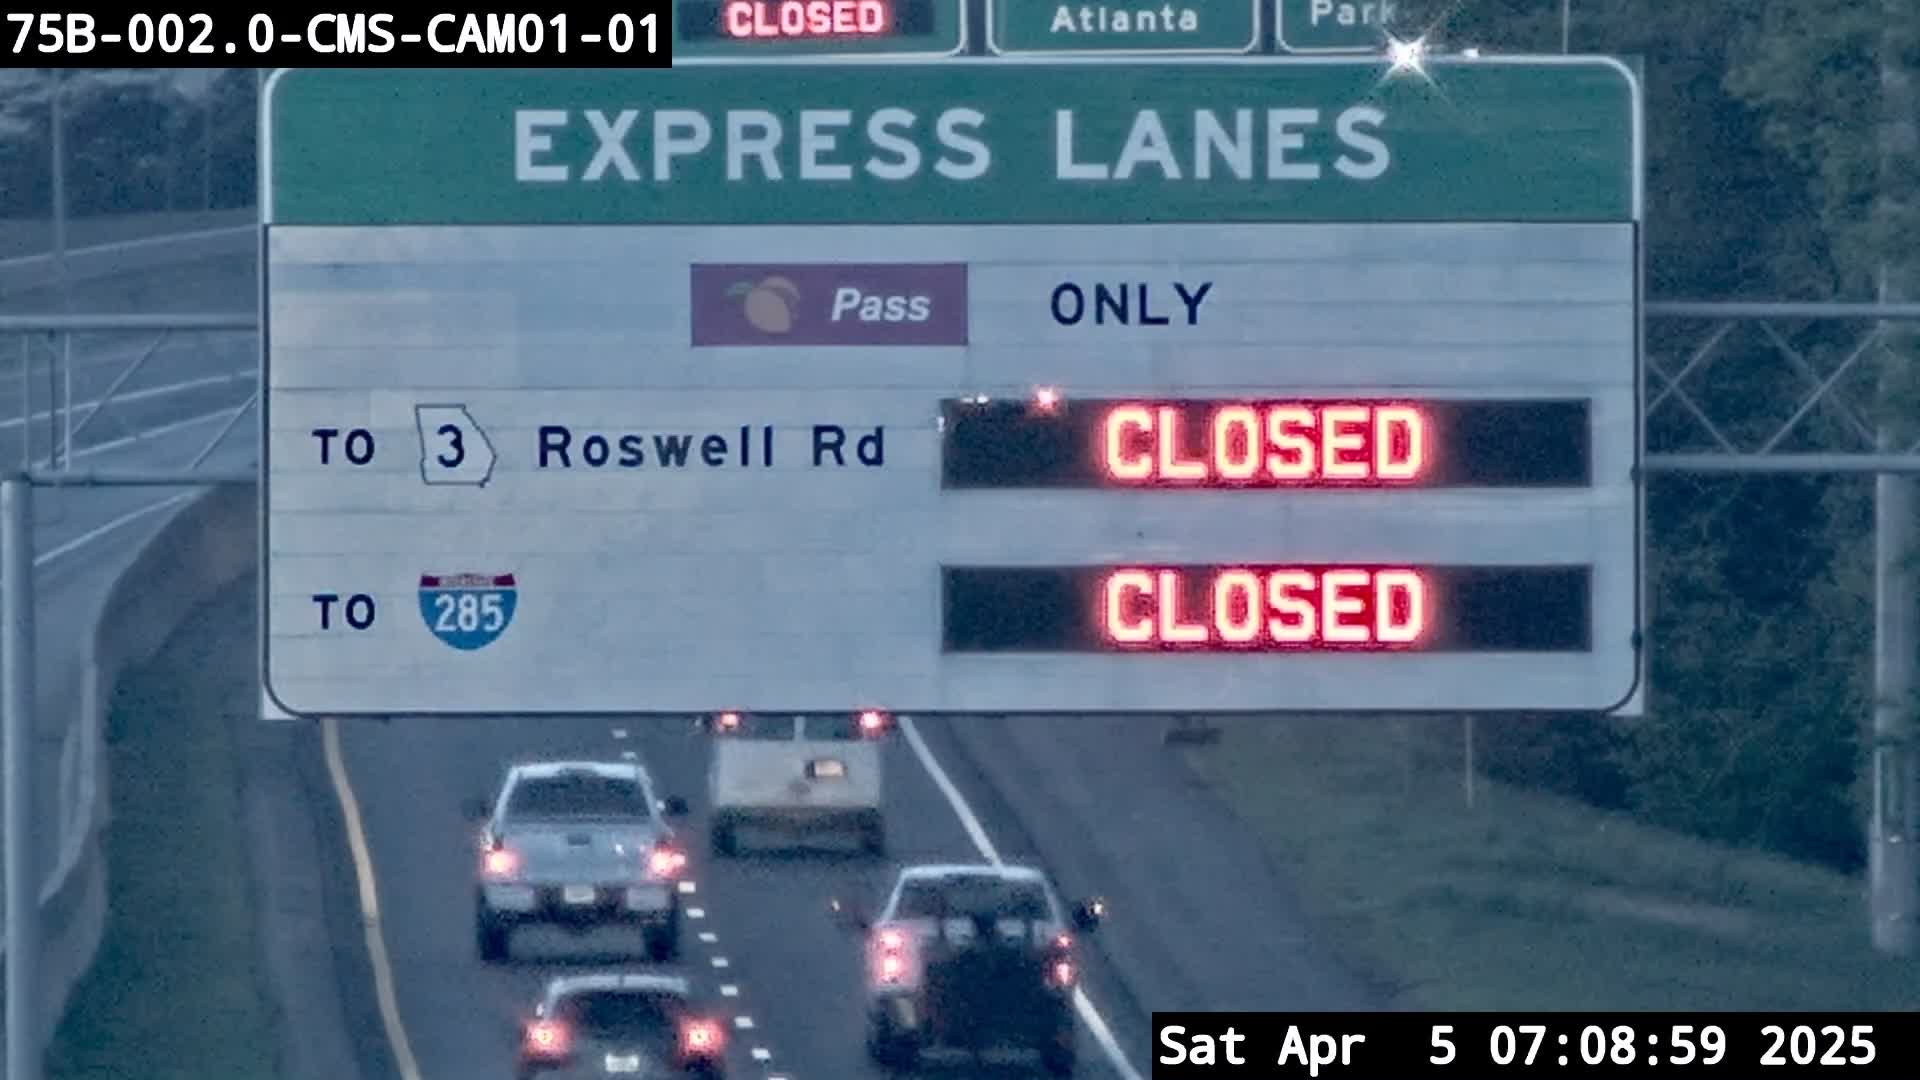 75B-002.0-CMS-CAM01-01
CLOSED
Atlanta
Park
EXPRESS LANES
Pass ONLY
TO 3 Roswell Rd CLOSED
TO 285 CLOSED
Sat Apr 5 07:08:59 2025